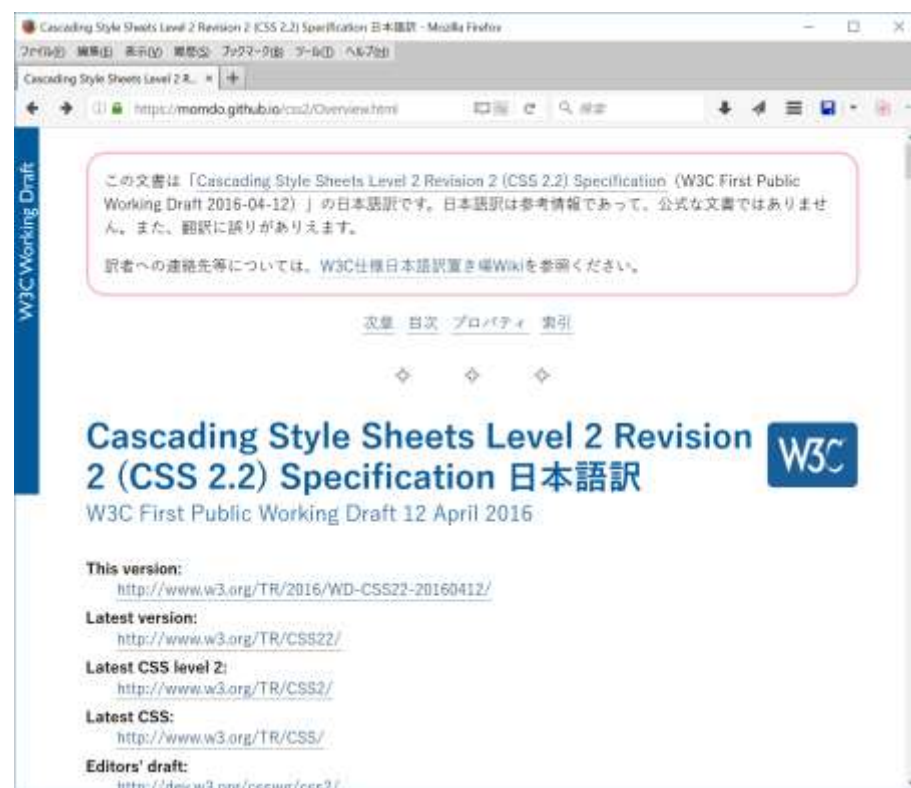 Cascading Style Sheets Level 2 Revision 2 (CSS 2.2) Specification 日本語訳 - Mozilla Firefox
ファイル(F) 編集(E) 表示(V) 履歴(S) ブックマーク(B) ツール(T) ヘルプ(H)
Cascading Style Sheets Level 2 R...
https://momdo.github.io/css2/Overview.html 検索
W3C Working Draft
この文書は「Cascading Style Sheets Level 2 Revision 2 (CSS 2.2) Specification（W3C First Public
Working Draft 2016-04-12）」の日本語訳です。日本語訳は参考情報であって、公式な文書ではありませ
ん。また、翻訳に誤りがありえます。
訳者への連絡先等については、W3C仕様日本語訳置き場Wikiを参照ください。
次章 目次 プロパティ 索引
Cascading Style Sheets Level 2 Revision
2 (CSS 2.2) Specification 日本語訳
W3C
W3C First Public Working Draft 12 April 2016
This version:
http://www.w3.org/TR/2016/WD-CSS22-20160412/
Latest version:
http://www.w3.org/TR/CSS22/
Latest CSS level 2:
http://www.w3.org/TR/CSS2/
Latest CSS:
http://www.w3.org/TR/CSS/
Editors' draft: